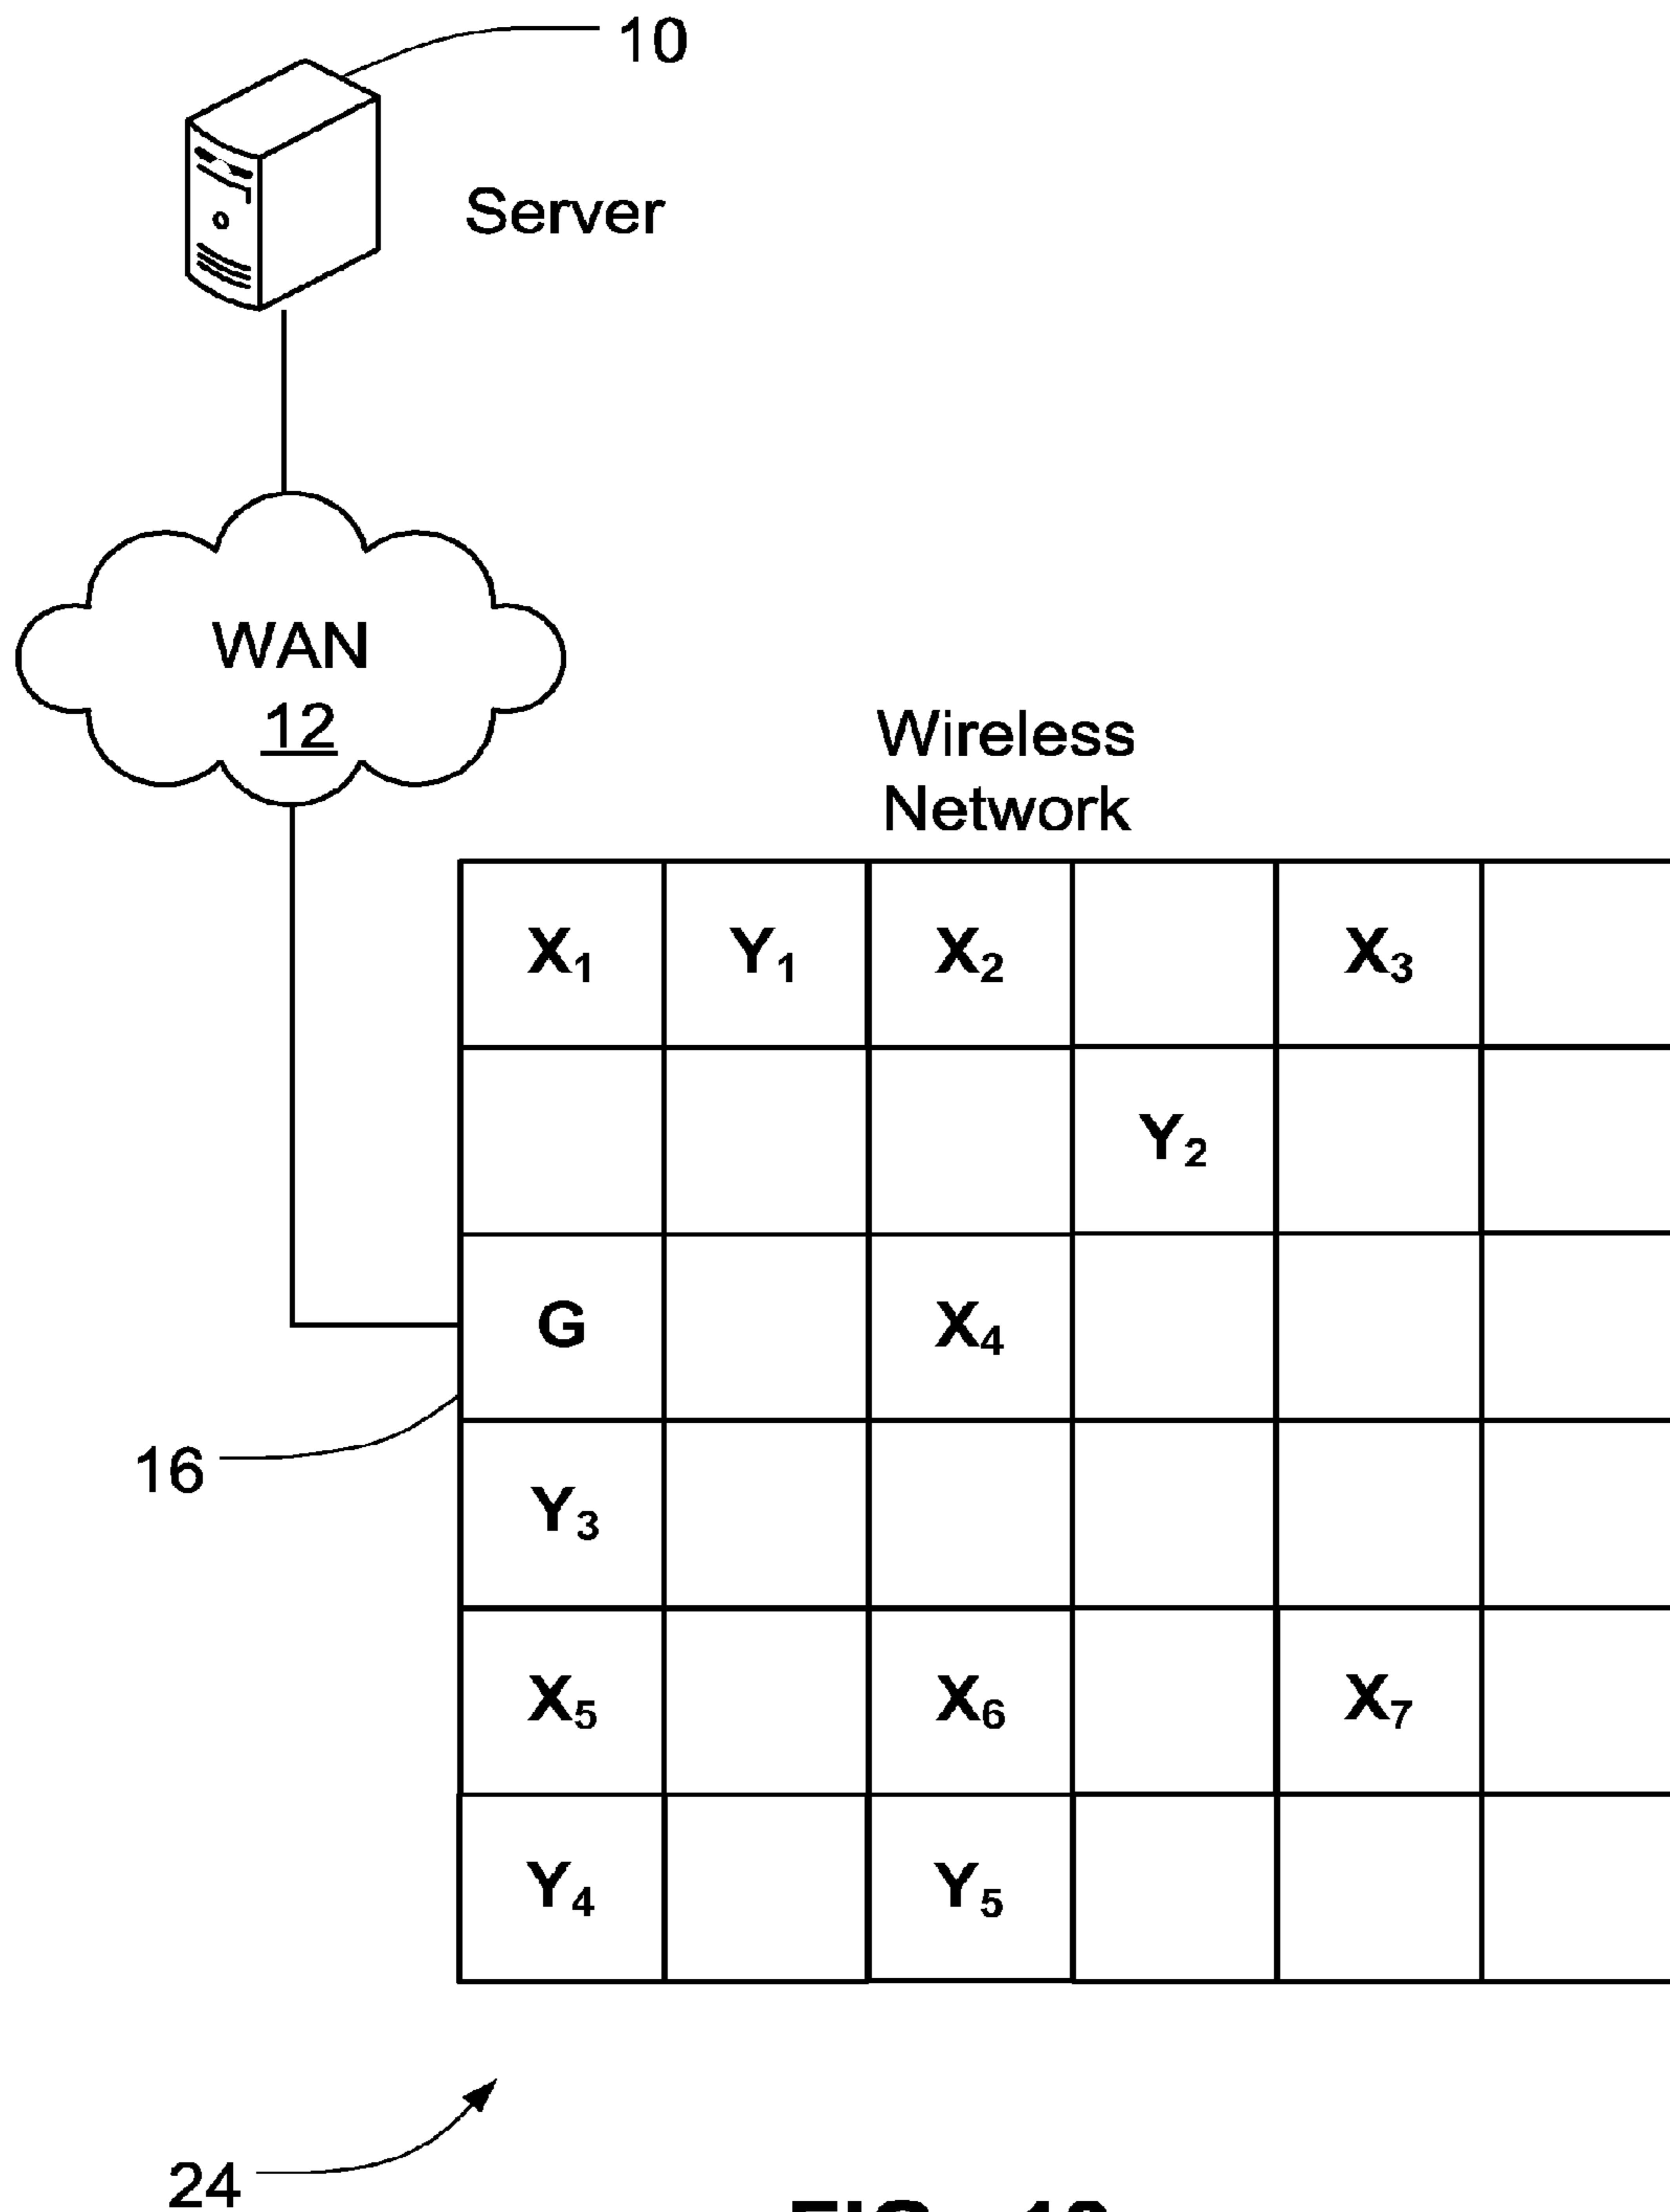 10
Server
WAN
12
Wireless
Network
X₁ Y₁ X₂ X₃
Y₂
G X₄
16
Y₃
X₅ X₆ X₇
Y₄ Y₅
24